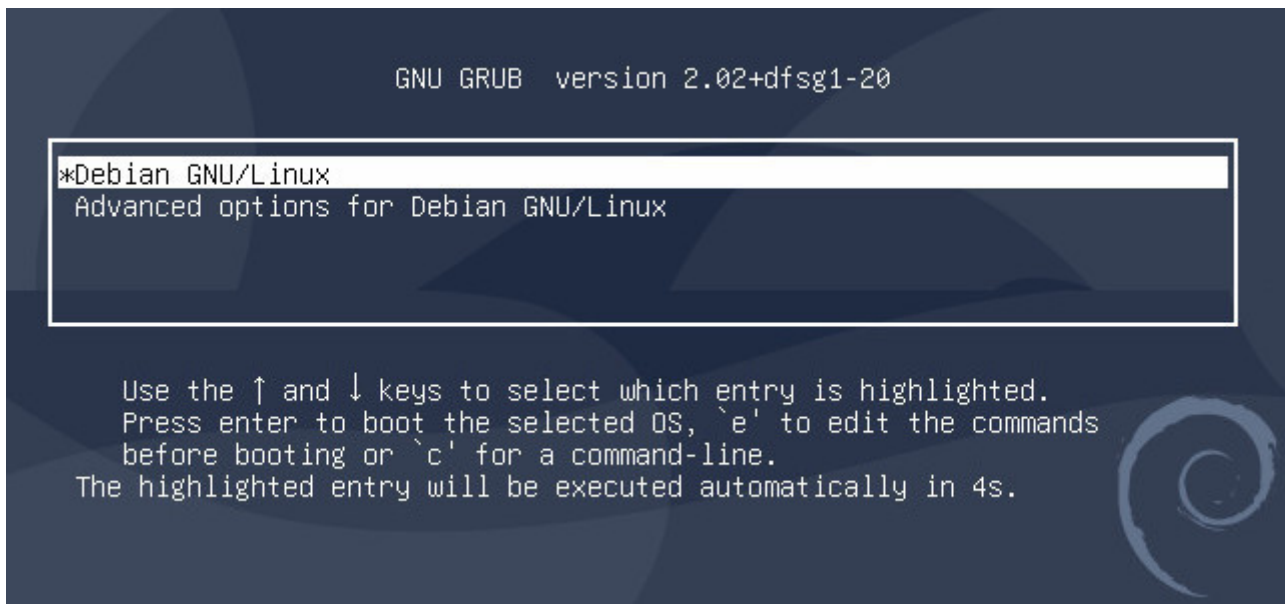 GNU GRUB  version 2.02+dfsg1-20
*Debian GNU/Linux
Advanced options for Debian GNU/Linux
Use the ↑ and ↓ keys to select which entry is highlighted.
Press enter to boot the selected OS, `e' to edit the commands
before booting or `c' for a command-line.
The highlighted entry will be executed automatically in 4s.